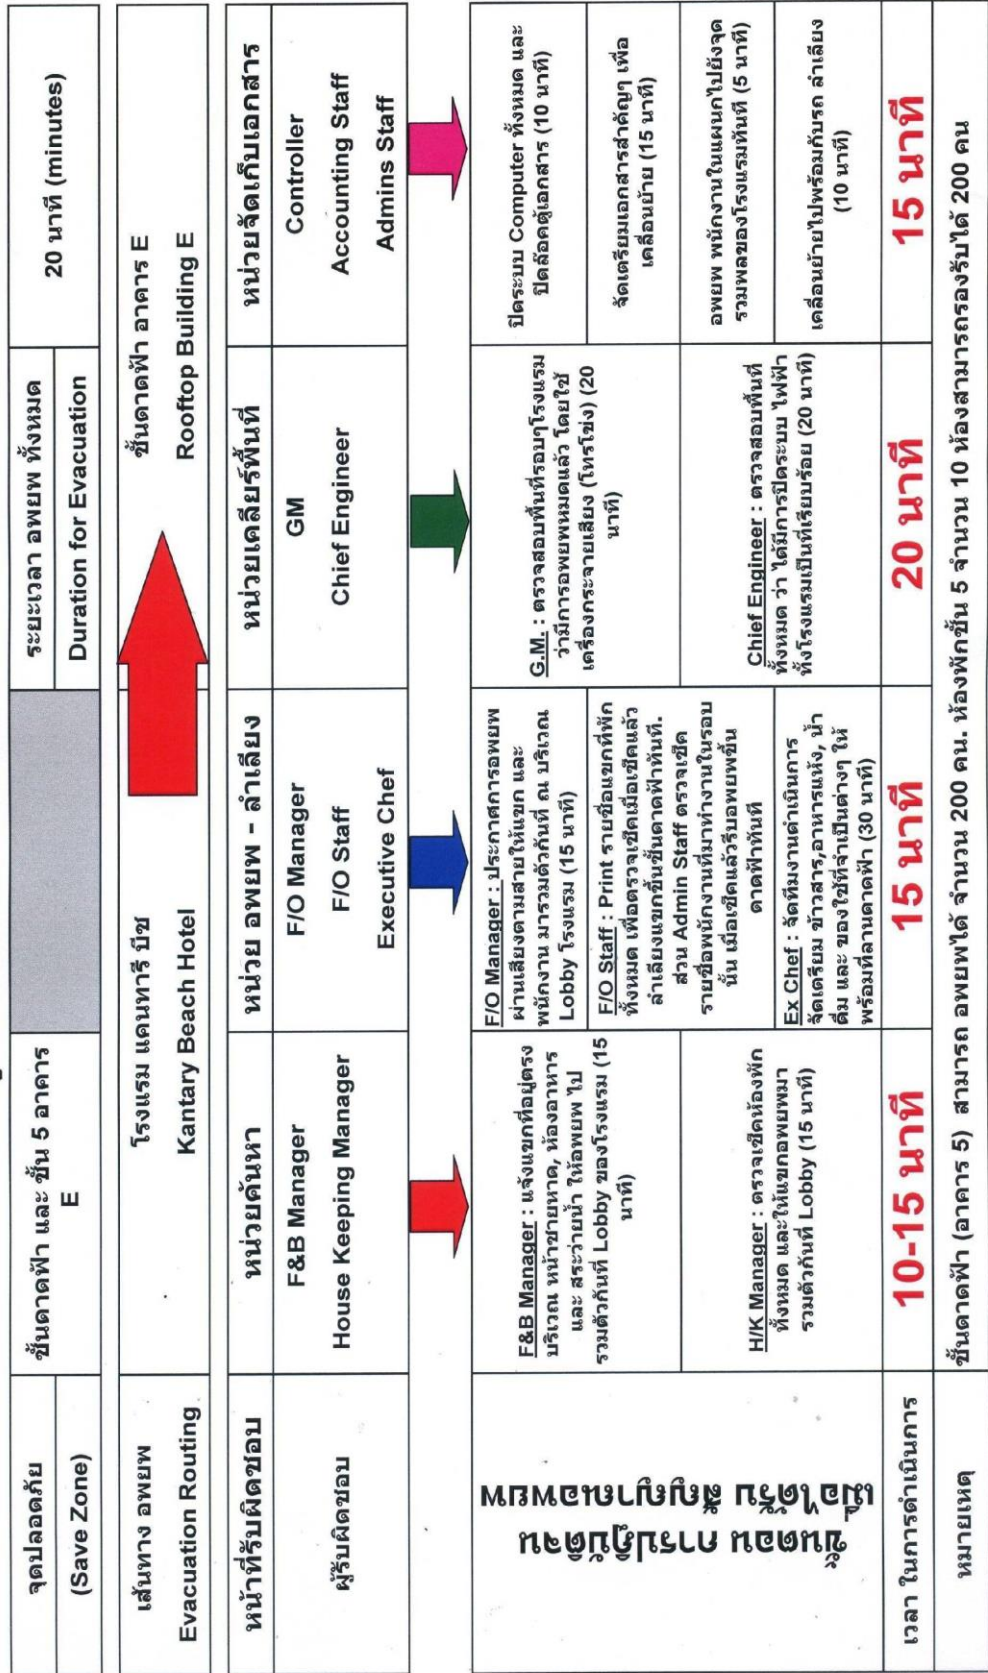 จุดปลอดภัย
(Save Zone)
ชั้นดาดฟ้า และ ชั้น 5 อาคาร
E
ระยะเวลา อพยพ ทั้งหมด
Duration for Evacuation
20 นาที (minutes)
เส้นทาง อพยพ
Evacuation Routing
โรงแรม แคนทารี บีช
Kantary Beach Hotel
ชั้นดาดฟ้า อาคาร E
Rooftop Building E
หน้าที่รับผิดชอบ
หน่วยค้นหา
หน่วย อพยพ - ลำเลียง
หน่วยเคลียร์พื้นที่
หน่วยจัดเก็บเอกสาร
ผู้รับผิดชอบ
F&B Manager
House Keeping Manager
F/O Manager
F/O Staff
Executive Chef
GM
Chief Engineer
Controller
Accounting Staff
Admins Staff
ขั้นตอน การปฏิบัติงาน
เมื่อได้รับ สัญญาณอพยพ
F&B Manager : แจ้งแขกที่อยู่ตรง
บริเวณ หน้าชายหาด, ห้องอาหาร
และ สระว่ายน้ำ ให้อพยพ ไป
รวมตัวกันที่ Lobby ของโรงแรม (15
นาที)
H/K Manager : ตรวจเช็คห้องพัก
ทั้งหมด และให้แขกอพยพมา
รวมตัวกันที่ Lobby (15 นาที)
F/O Manager : ประกาศการอพยพ
ผ่านเสียงตามสายให้แขก และ
พนักงาน มารวมตัวกันที่ ณ บริเวณ
Lobby โรงแรม (15 นาที)
F/O Staff : Print รายชื่อแขกที่พัก
ทั้งหมด เพื่อตรวจเช็คเมื่อเช็คแล้ว
ลำเลียงแขกขึ้นชั้นดาดฟ้าทันที.
ส่วน Admin Staff ตรวจเช็ค
รายชื่อพนักงานที่มาทำงานในรอบ
นั้น เมื่อเช็คแล้วรีบอพยพขึ้น
ดาดฟ้าทันที
Ex Chef : จัดทีมงานดำเนินการ
จัดเตรียม ข้าวสาร,อาหารแห้ง, น้ำ
ดื่ม และ ของใช้ที่จำเป็นต่างๆ ให้
พร้อมที่ลานดาดฟ้า (30 นาที)
G.M. : ตรวจสอบพื้นที่รอบๆโรงแรม
ว่ามีการอพยพหมดแล้ว โดยใช้
เครื่องกระจายเสียง (โทรโข่ง) (20
นาที)
Chief Engineer : ตรวจสอบพื้นที่
ทั้งหมด ว่า ได้มีการปิดระบบ ไฟฟ้า
ทั้งโรงแรมเป็นที่เรียบร้อย (20 นาที)
ปิดระบบ Computer ทั้งหมด และ
ปิดล๊อคตู้เอกสาร (10 นาที)
จัดเตรียมเอกสารสำคัญๆ เพื่อ
เคลื่อนย้าย (15 นาที)
อพยพ พนักงานในแผนกไปยังจุด
รวมพลของโรงแรมทันที (5 นาที)
เคลื่อนย้ายไปพร้อมกับรถ ลำเลียง
(10 นาที)
เวลา ในการดำเนินการ
10-15 นาที
15 นาที
20 นาที
15 นาที
หมายเหตุ
ชั้นดาดฟ้า (อาคาร 5) สามารถ อพยพได้ จำนวน 200 คน. ห้องพักชั้น 5 จำนวน 10 ห้องสามารถรองรับได้ 200 คน